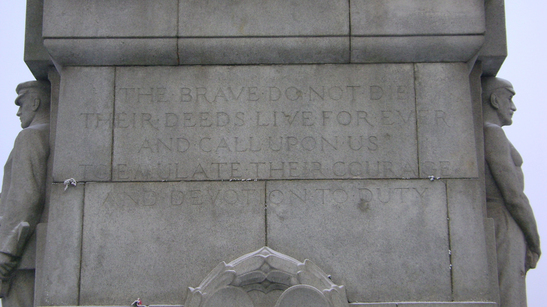 THE BRAVE DO NOT DIE
THEIR DEEDS LIVE FOR EVER
AND CALL UPON US
TO EMULATE THEIR COURAGE
AND DEVOTION TO DUTY